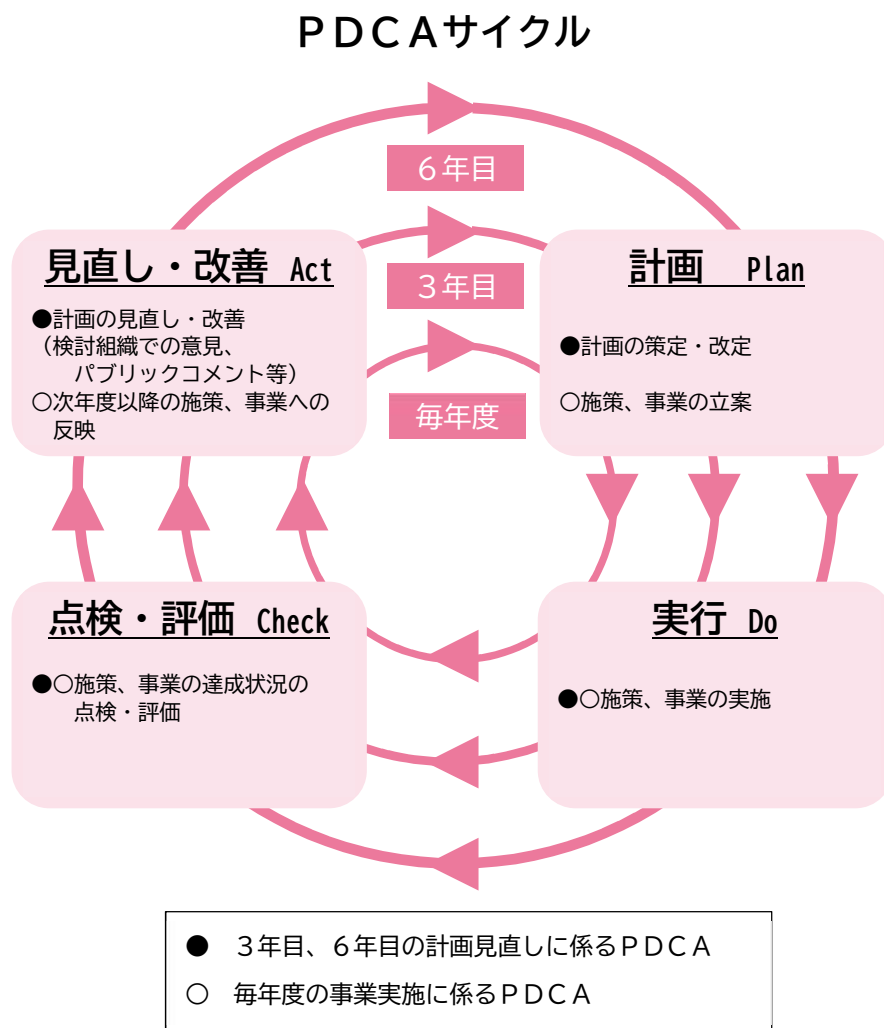 ＰＤＣＡサイクル
６年目
３年目
毎年度
見直し・改善 Act
●計画の見直し・改善
（検討組織での意見、
パブリックコメント等）
○次年度以降の施策、事業への
反映
計画 Plan
●計画の策定・改定
○施策、事業の立案
点検・評価 Check
●○施策、事業の達成状況の
点検・評価
実行 Do
●○施策、事業の実施
● ３年目、６年目の計画見直しに係るＰＤＣＡ
○ 毎年度の事業実施に係るＰＤＣＡ